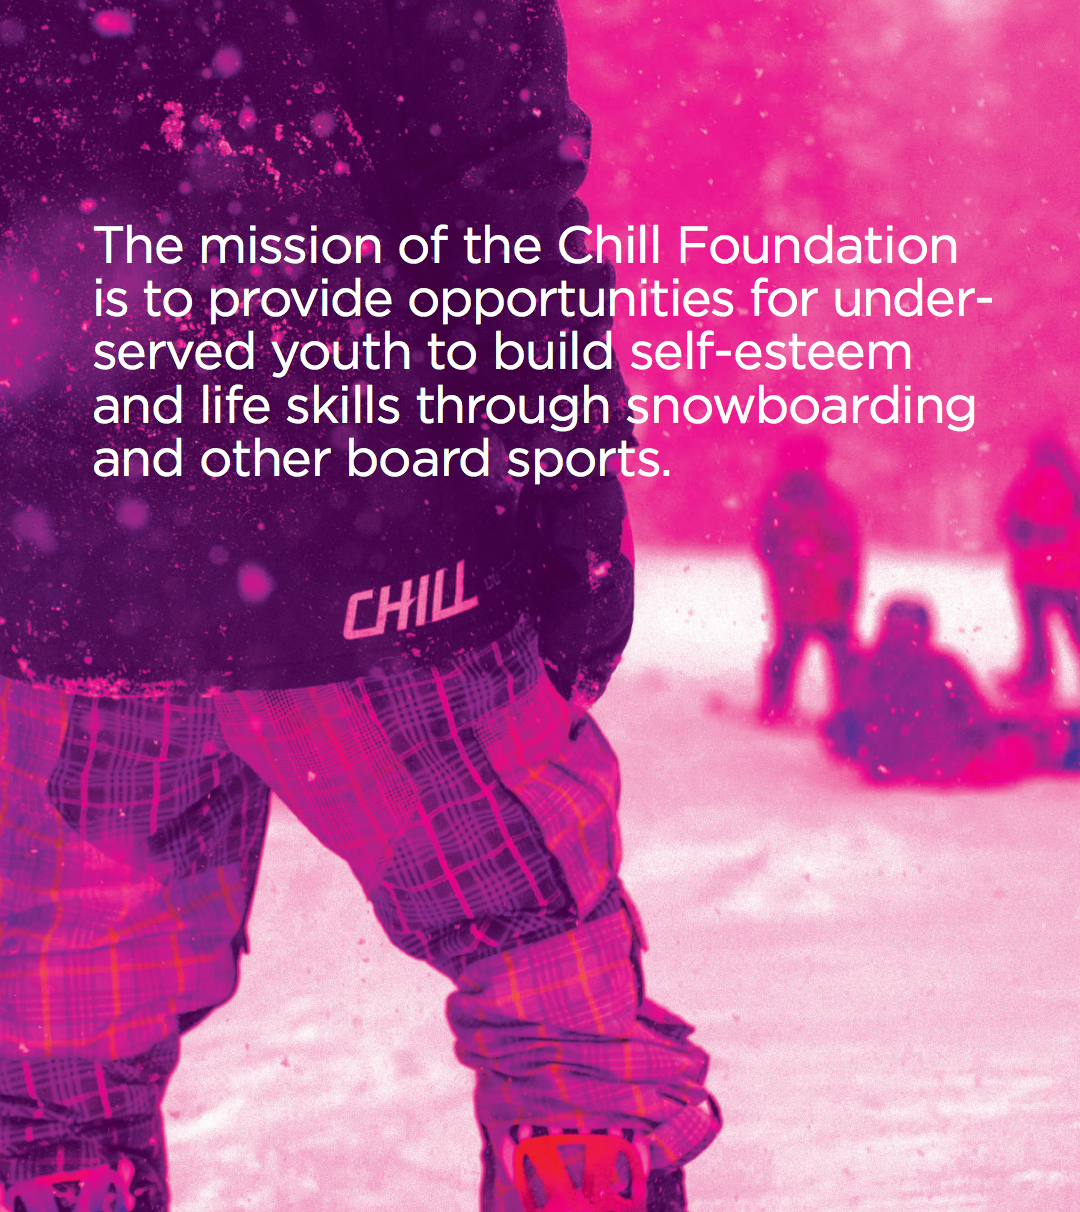 The mission of the Chill Foundation
is to provide opportunities for under-
served youth to build self-esteem
and life skills through snowboarding
and other board sports.
CHILL